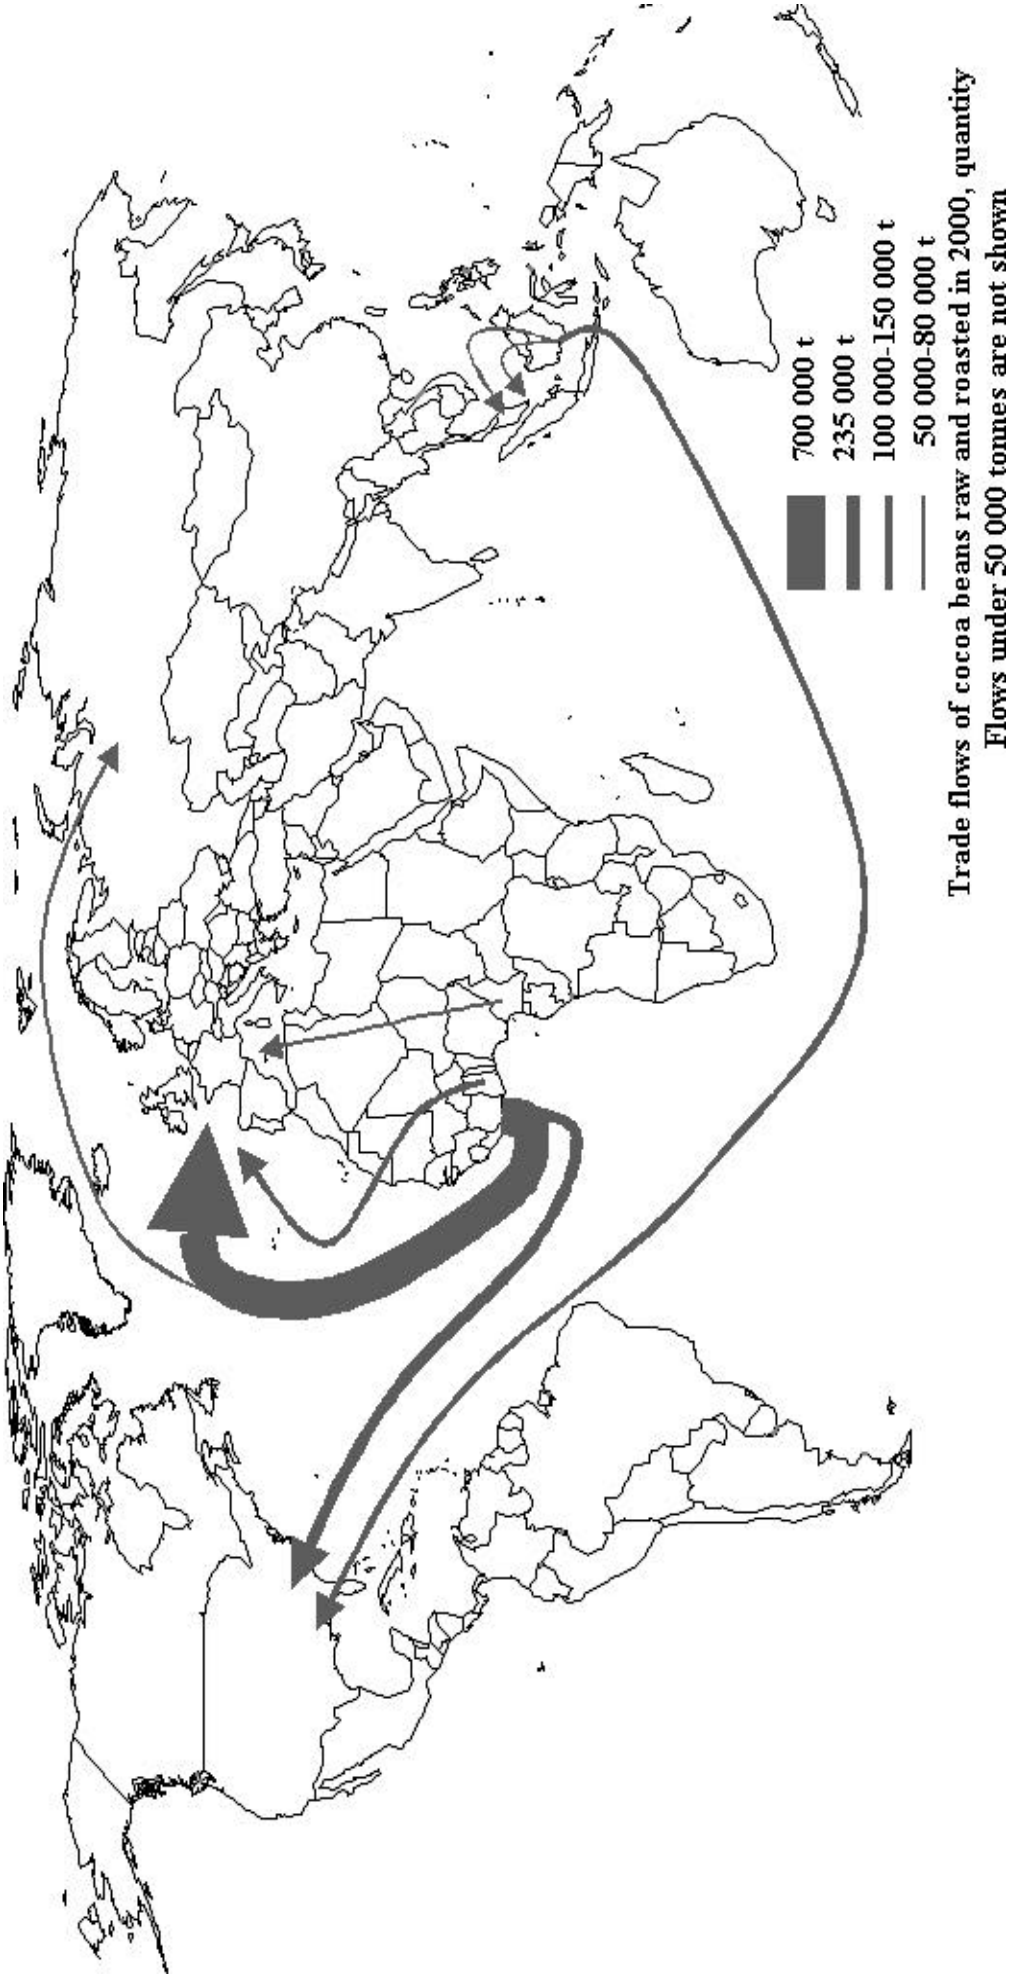 700 000 t
235 000 t
100 000-150 000 t
50 000-80 000 t
Trade flows of cocoa beans raw and roasted in 2000, quantity
Flows under 50 000 tonnes are not shown